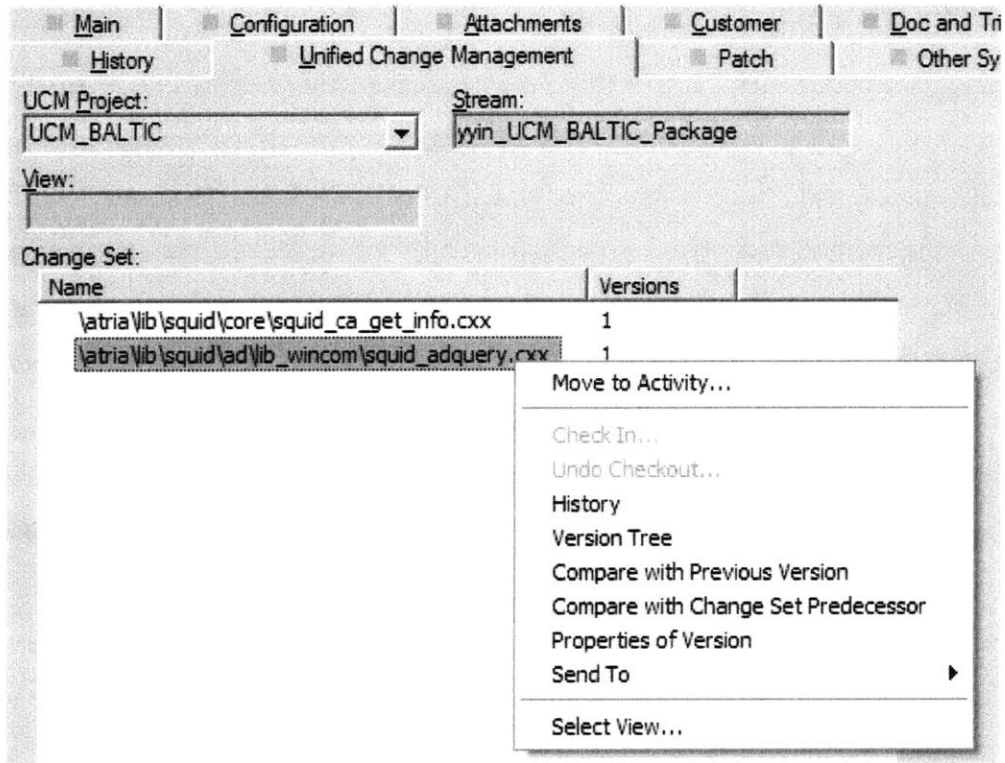 Main Configuration Attachments Customer Doc and Tri
History Unified Change Management Patch Other Sy
UCM Project: Stream:
UCM_BALTIC yyin_UCM_BALTIC_Package
View:
Change Set:
Name Versions
\atria\lib\squid\core\squid_ca_get_info.cxx 1
\atria\lib\squid\ad\lib_wincom\squid_adquery.cxx 1
Move to Activity...
Check In...
Undo Checkout...
History
Version Tree
Compare with Previous Version
Compare with Change Set Predecessor
Properties of Version
Send To
Select View...